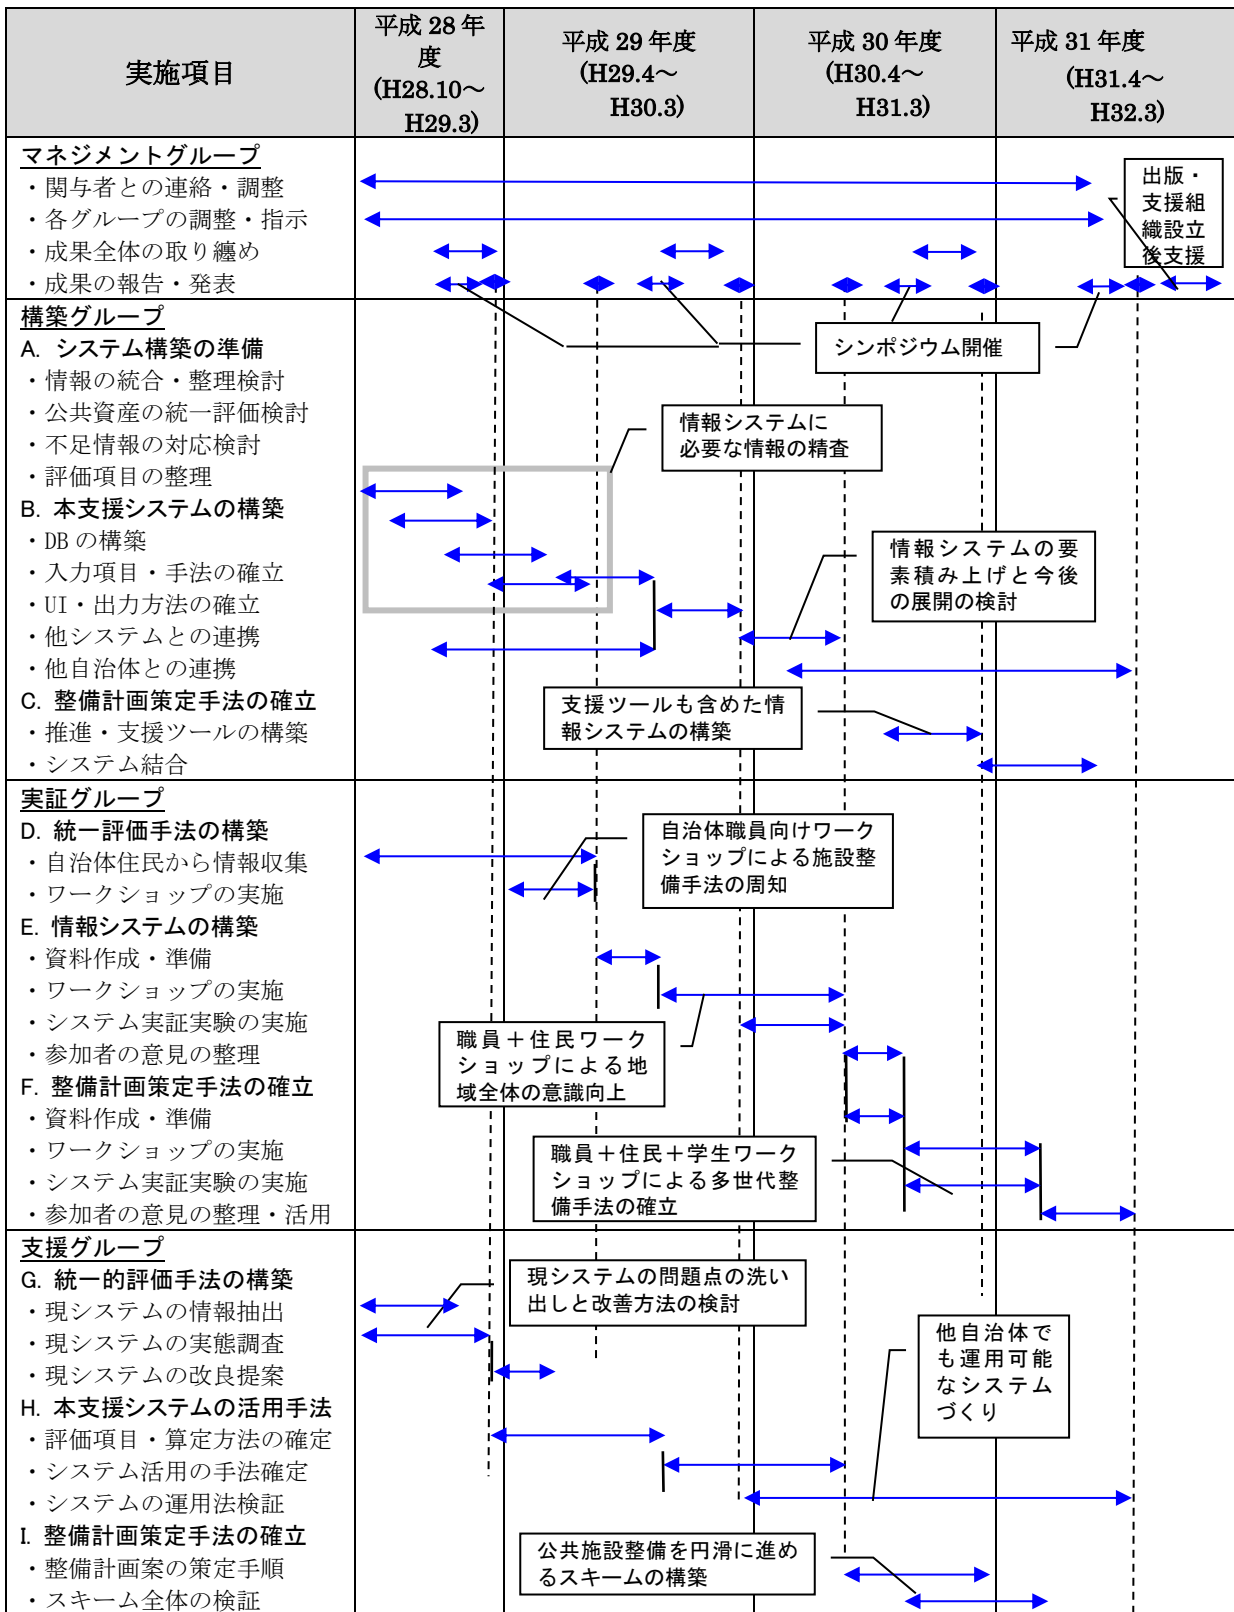 実施項目
平成 28 年
度
(H28.10～
H29.3)
平成 29 年度
(H29.4～
H30.3)
平成 30 年度
(H30.4～
H31.3)
平成 31 年度
(H31.4～
H32.3)
マネジメントグループ
・関与者との連絡・調整
・各グループの調整・指示
・成果全体の取り纏め
・成果の報告・発表
出版・
支援組
織設立
後支援
シンポジウム開催
構築グループ
A. システム構築の準備
・情報の統合・整理検討
・公共資産の統一評価検討
・不足情報の対応検討
・評価項目の整理
B. 本支援システムの構築
・DB の構築
・入力項目・手法の確立
・UI・出力方法の確立
・他システムとの連携
・他自治体との連携
C. 整備計画策定手法の確立
・推進・支援ツールの構築
・システム結合
情報システムに
必要な情報の精査
情報システムの要
素積み上げと今後
の展開の検討
支援ツールも含めた情
報システムの構築
実証グループ
D. 統一評価手法の構築
・自治体住民から情報収集
・ワークショップの実施
E. 情報システムの構築
・資料作成・準備
・ワークショップの実施
・システム実証実験の実施
・参加者の意見の整理
F. 整備計画策定手法の確立
・資料作成・準備
・ワークショップの実施
・システム実証実験の実施
・参加者の意見の整理・活用
自治体職員向けワーク
ショップによる施設整
備手法の周知
職員＋住民ワーク
ショップによる地
域全体の意識向上
職員＋住民＋学生ワーク
ショップによる多世代整
備手法の確立
支援グループ
G. 統一的評価手法の構築
・現システムの情報抽出
・現システムの実態調査
・現システムの改良提案
H. 本支援システムの活用手法
・評価項目・算定方法の確定
・システム活用の手法確定
・システムの運用法検証
I. 整備計画策定手法の確立
・整備計画案の策定手順
・スキーム全体の検証
現システムの問題点の洗い
出しと改善方法の検討
他自治体で
も運用可能
なシステム
づくり
公共施設整備を円滑に進め
るスキームの構築